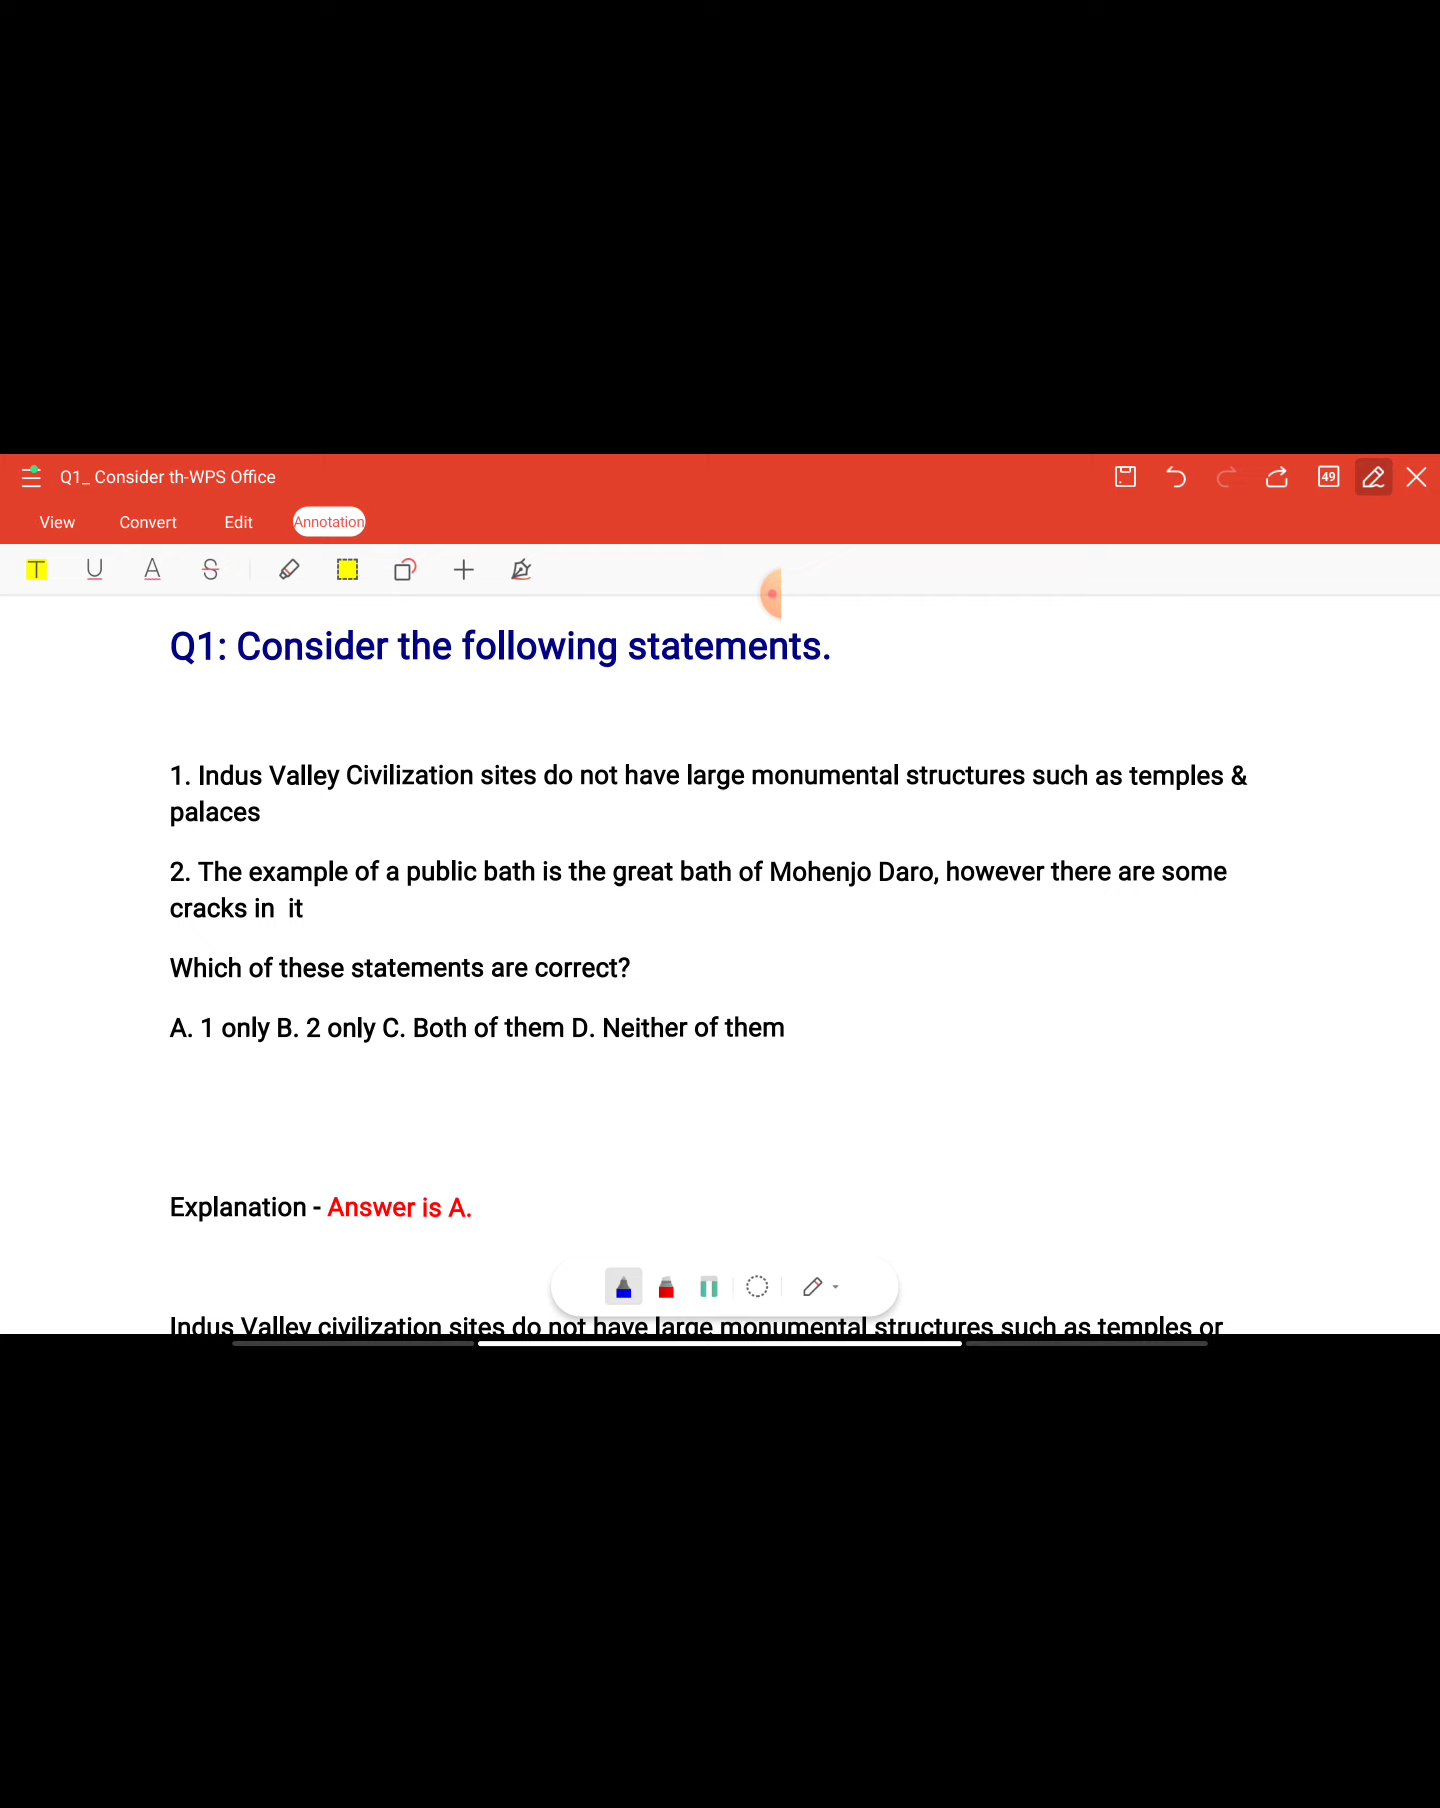 Q1_ Consider th-WPS Office
49
View Convert Edit Annotation
T U A S
Q1: Consider the following statements.
1. Indus Valley Civilization sites do not have large monumental structures such as temples &
palaces
2. The example of a public bath is the great bath of Mohenjo Daro, however there are some
cracks in  it
Which of these statements are correct?
A. 1 only B. 2 only C. Both of them D. Neither of them
Explanation - Answer is A.
Indus Valley civilization sites do not have large monumental structures such as temples or